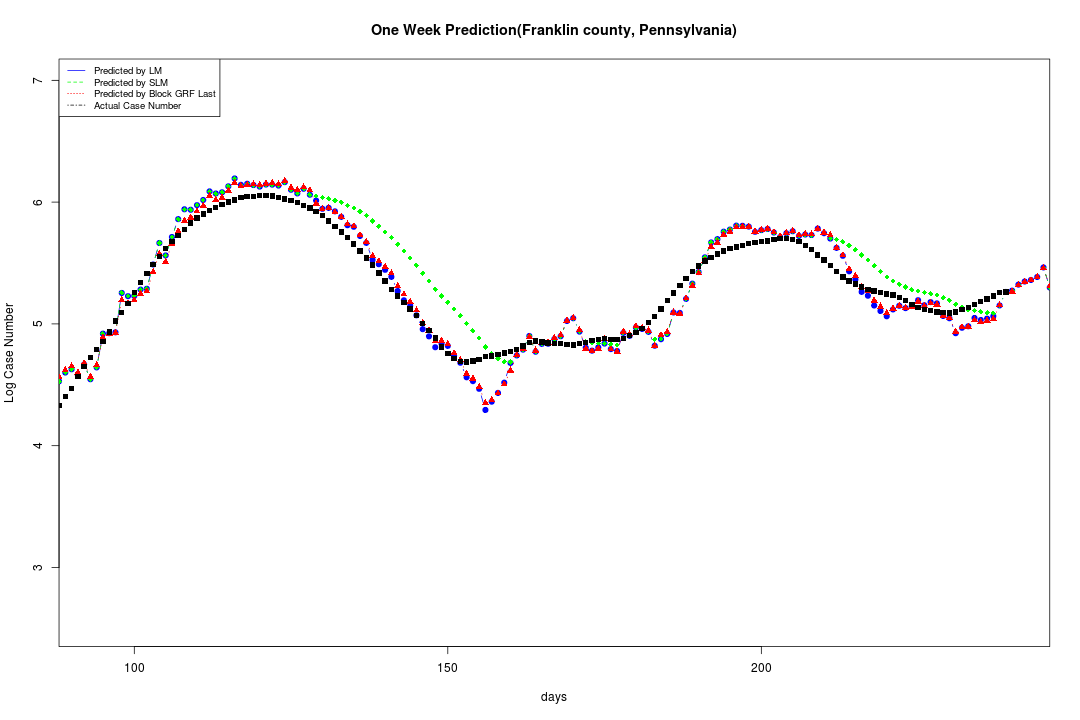 One Week Prediction(Franklin county, Pennsylvania)
Predicted by LM
Predicted by SLM
Predicted by Block GRF Last
Actual Case Number
7
6
5
4
3
Log Case Number
100 150 200
days